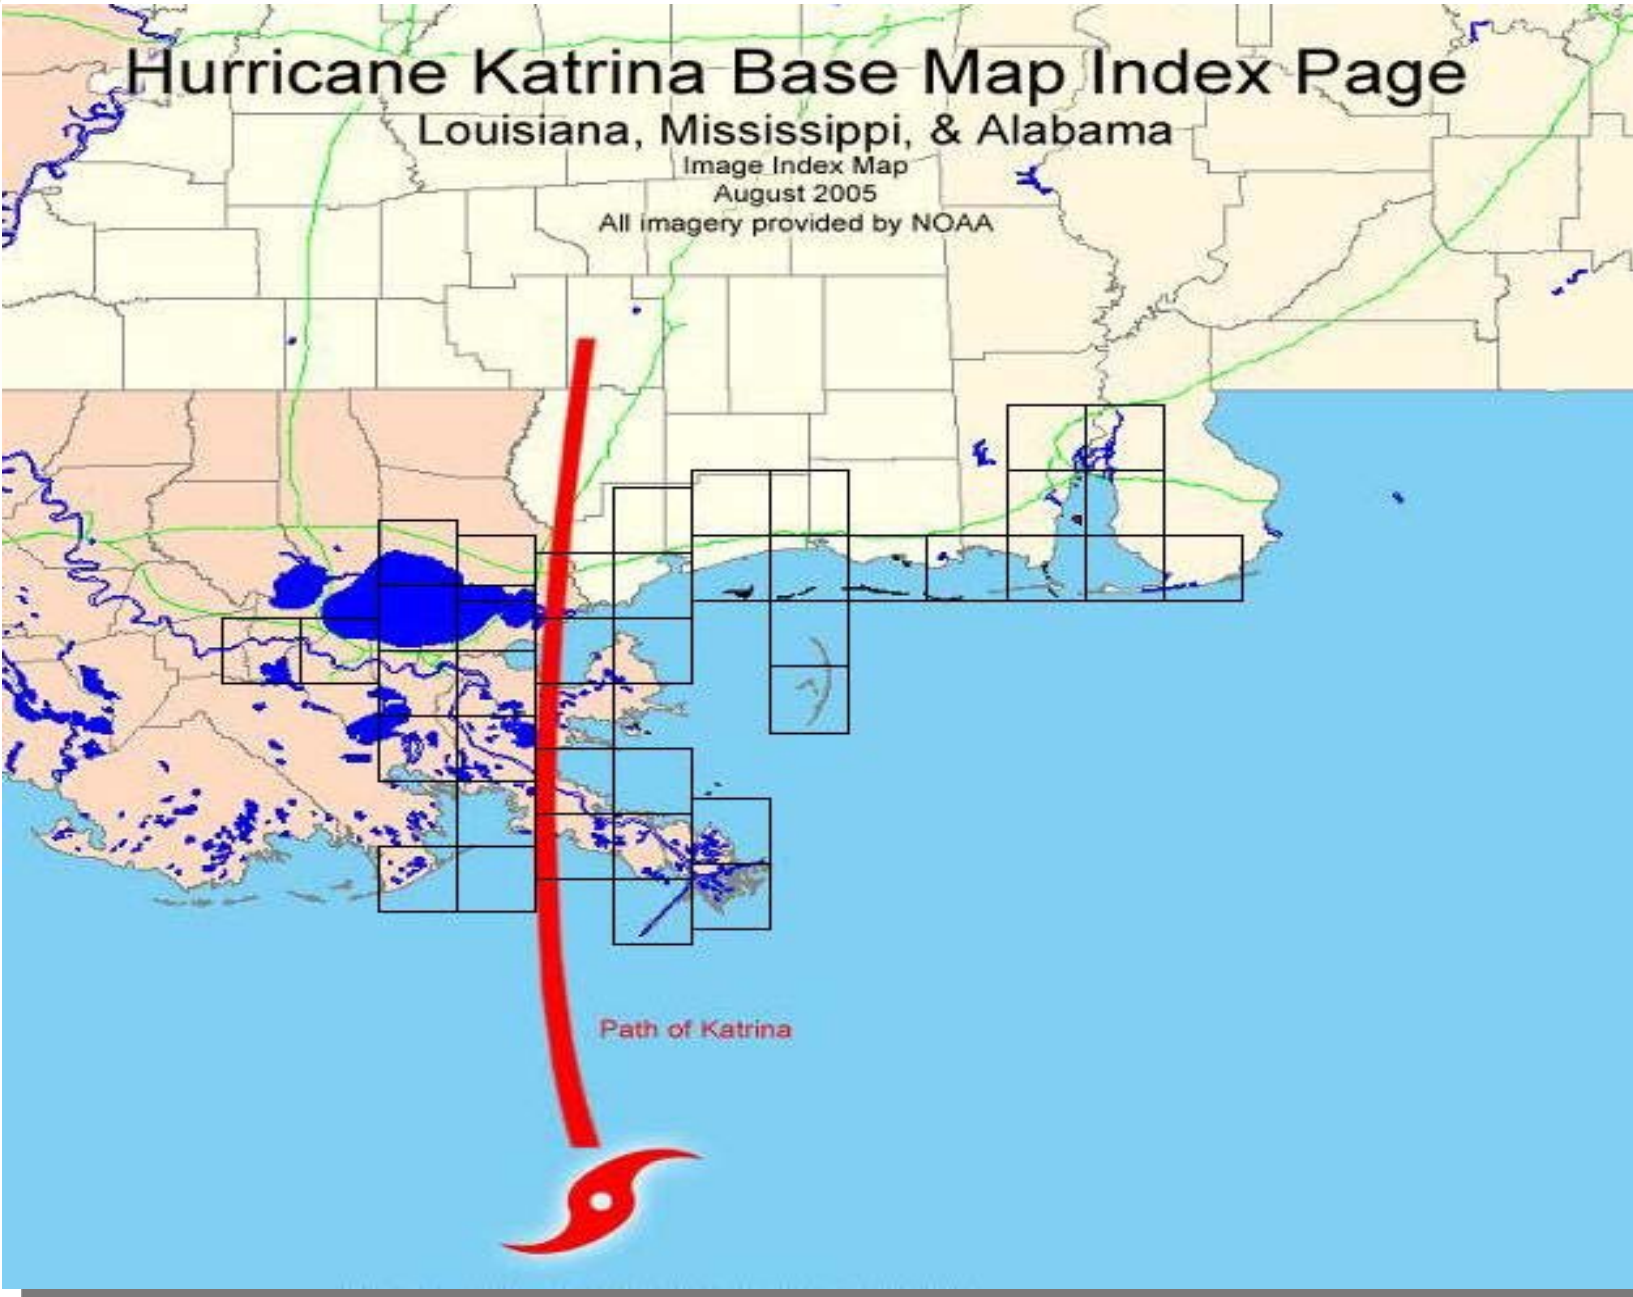 Hurricane Katrina Base Map Index Page
Louisiana, Mississippi, & Alabama
Image Index Map
August 2005
All imagery provided by NOAA
Path of Katrina